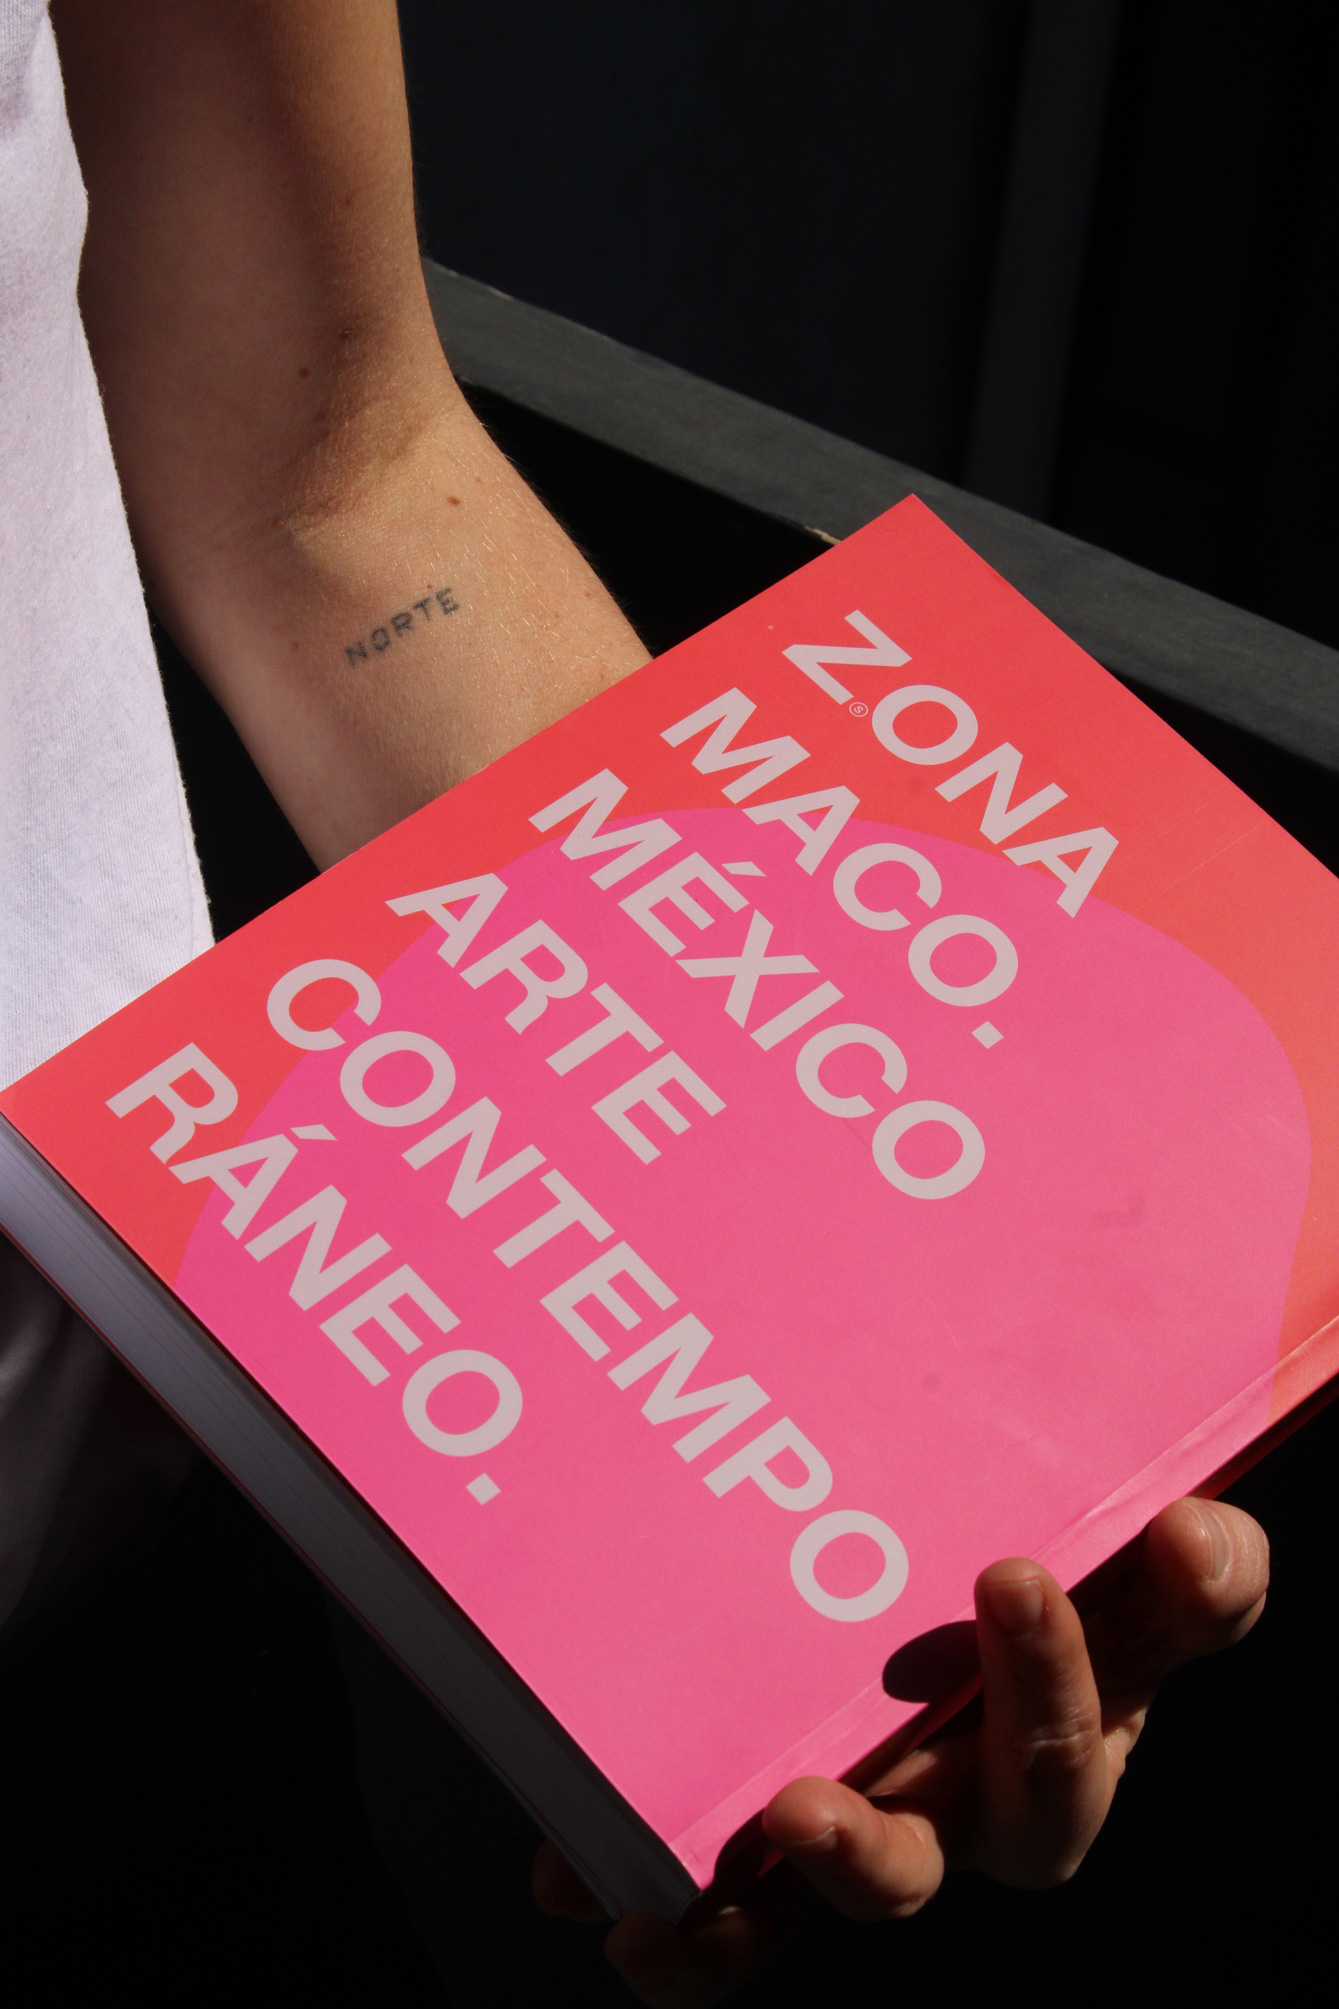 NORTE
ZONA
MACO.
MÉXICO
ARTE
CONTEMPO
RÁNEO.